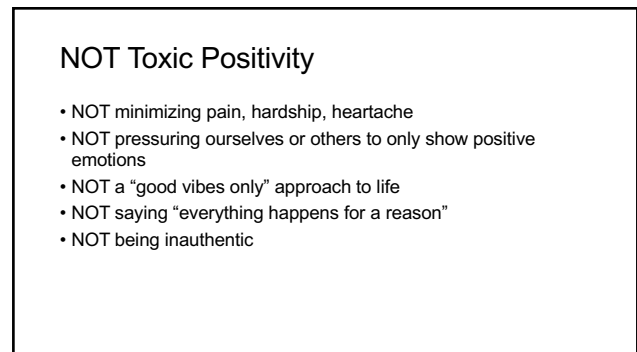 NOT Toxic Positivity
• NOT minimizing pain, hardship, heartache
• NOT pressuring ourselves or others to only show positive
emotions
• NOT a “good vibes only” approach to life
• NOT saying “everything happens for a reason”
• NOT being inauthentic